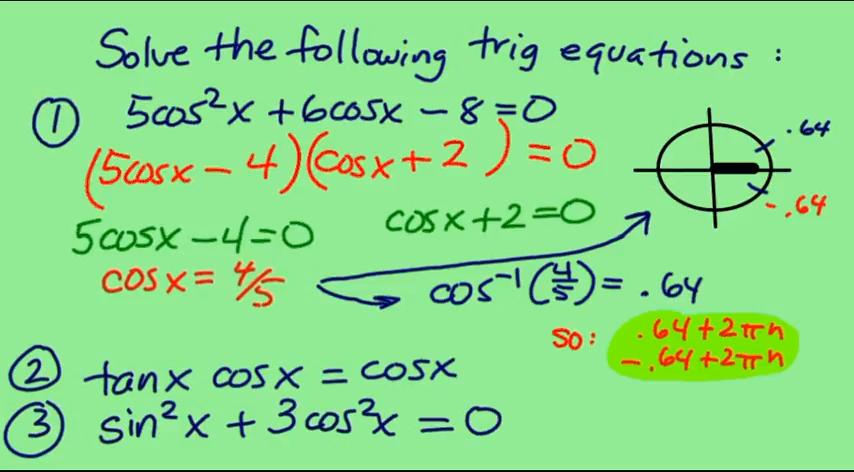 Solve the following trig equations :
① 5cos²x + 6cosx - 8 = 0
(5cosx - 4)(cosx + 2) = 0
.64
-.64
5cosx - 4 = 0 cosx + 2 = 0
cosx = 4/5 cos⁻¹(4/5) = .64
so: .64 + 2πn
-.64 + 2πn
② tanx cosx = cosx
③ sin²x + 3cos²x = 0